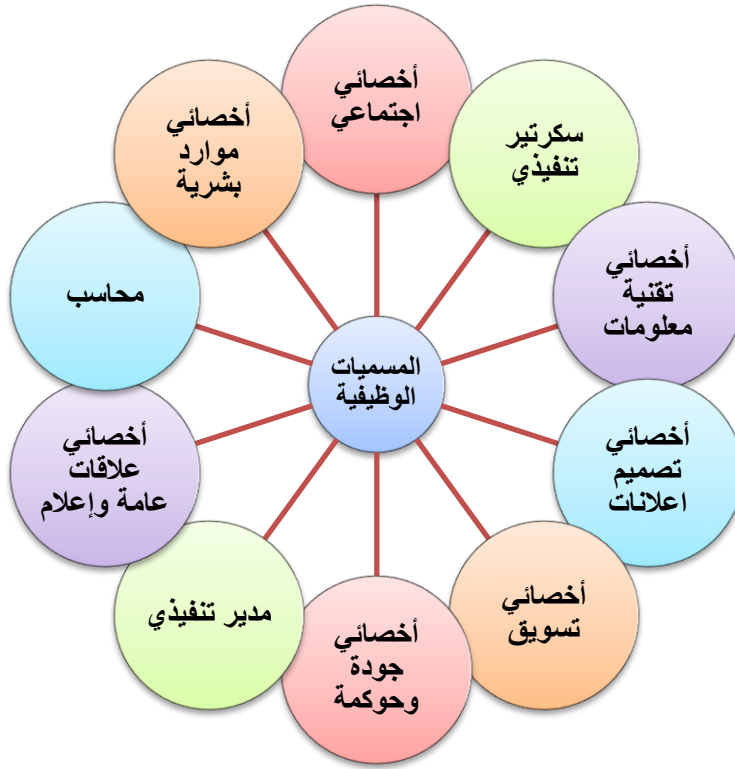 أخصائي
اجتماعي
سكرتير
تنفيذي
أخصائي
تقنية
معلومات
أخصائي
تصميم
اعلانات
أخصائي
تسويق
أخصائي
جودة
وحوكمة
مدير تنفيذي
أخصائي
علاقات
عامة وإعلام
محاسب
أخصائي
موارد
بشرية
المسميات
الوظيفية